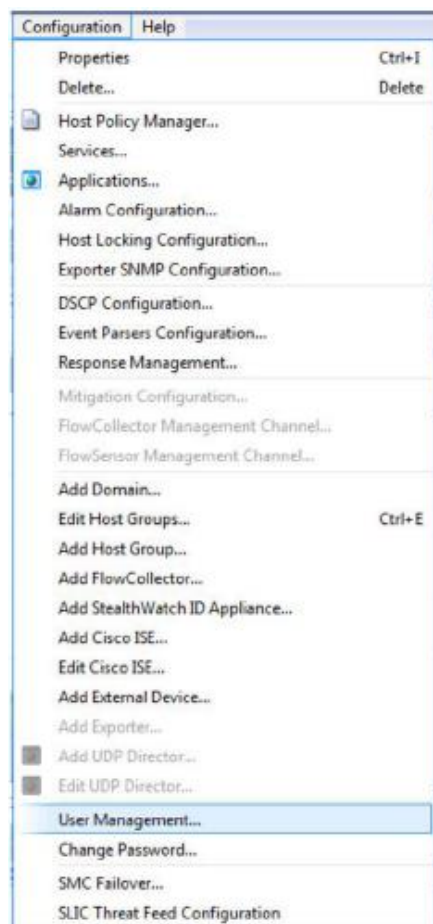 Configuration Help
Properties Ctrl+I
Delete... Delete
Host Policy Manager...
Services...
Applications...
Alarm Configuration...
Host Locking Configuration...
Exporter SNMP Configuration...
DSCP Configuration...
Event Parsers Configuration...
Response Management...
Mitigation Configuration...
FlowCollector Management Channel...
FlowSensor Management Channel...
Add Domain...
Edit Host Groups... Ctrl+E
Add Host Group...
Add FlowCollector...
Add StealthWatch ID Appliance...
Add Cisco ISE...
Edit Cisco ISE...
Add External Device...
Add Exporter...
Add UDP Director...
Edit UDP Director...
User Management...
Change Password...
SMC Failover...
SLIC Threat Feed Configuration